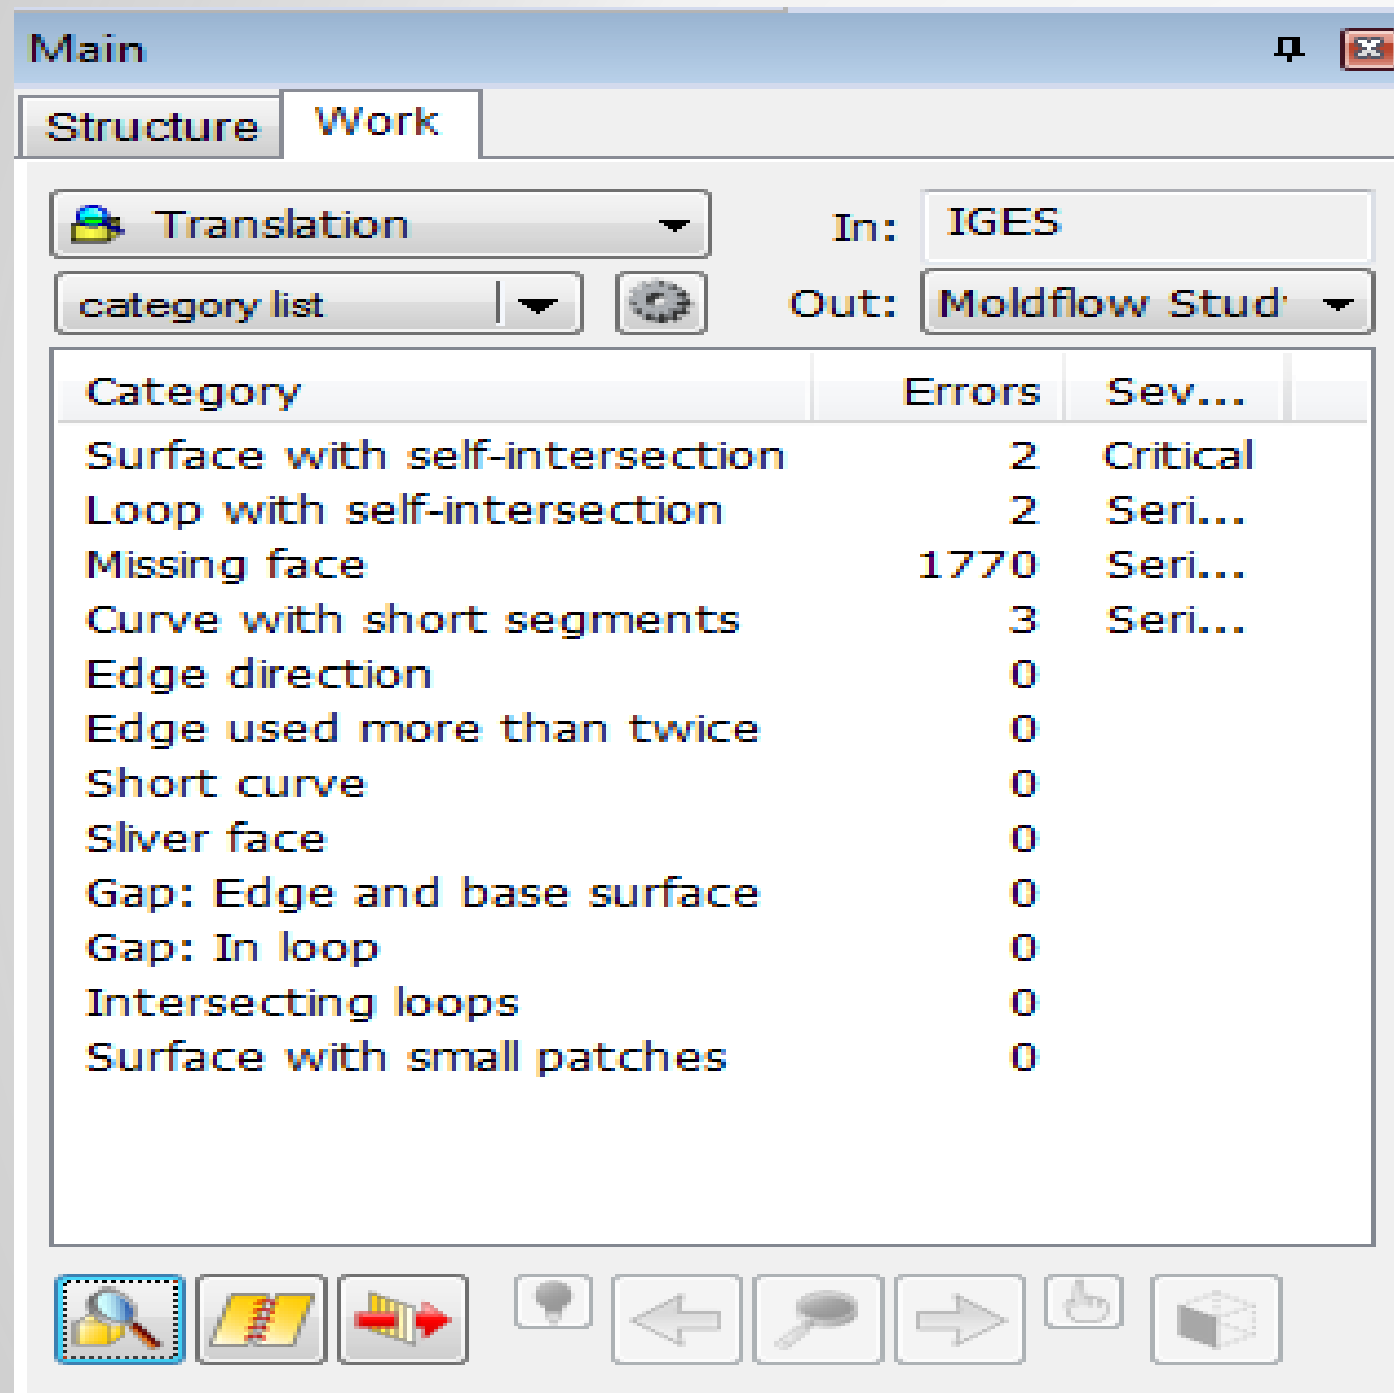 Main
Structure Work
Translation In: IGES
category list Out: Moldflow Stud
Category Errors Sev...
Surface with self-intersection 2 Critical
Loop with self-intersection 2 Seri...
Missing face 1770 Seri...
Curve with short segments 3 Seri...
Edge direction 0
Edge used more than twice 0
Short curve 0
Sliver face 0
Gap: Edge and base surface 0
Gap: In loop 0
Intersecting loops 0
Surface with small patches 0